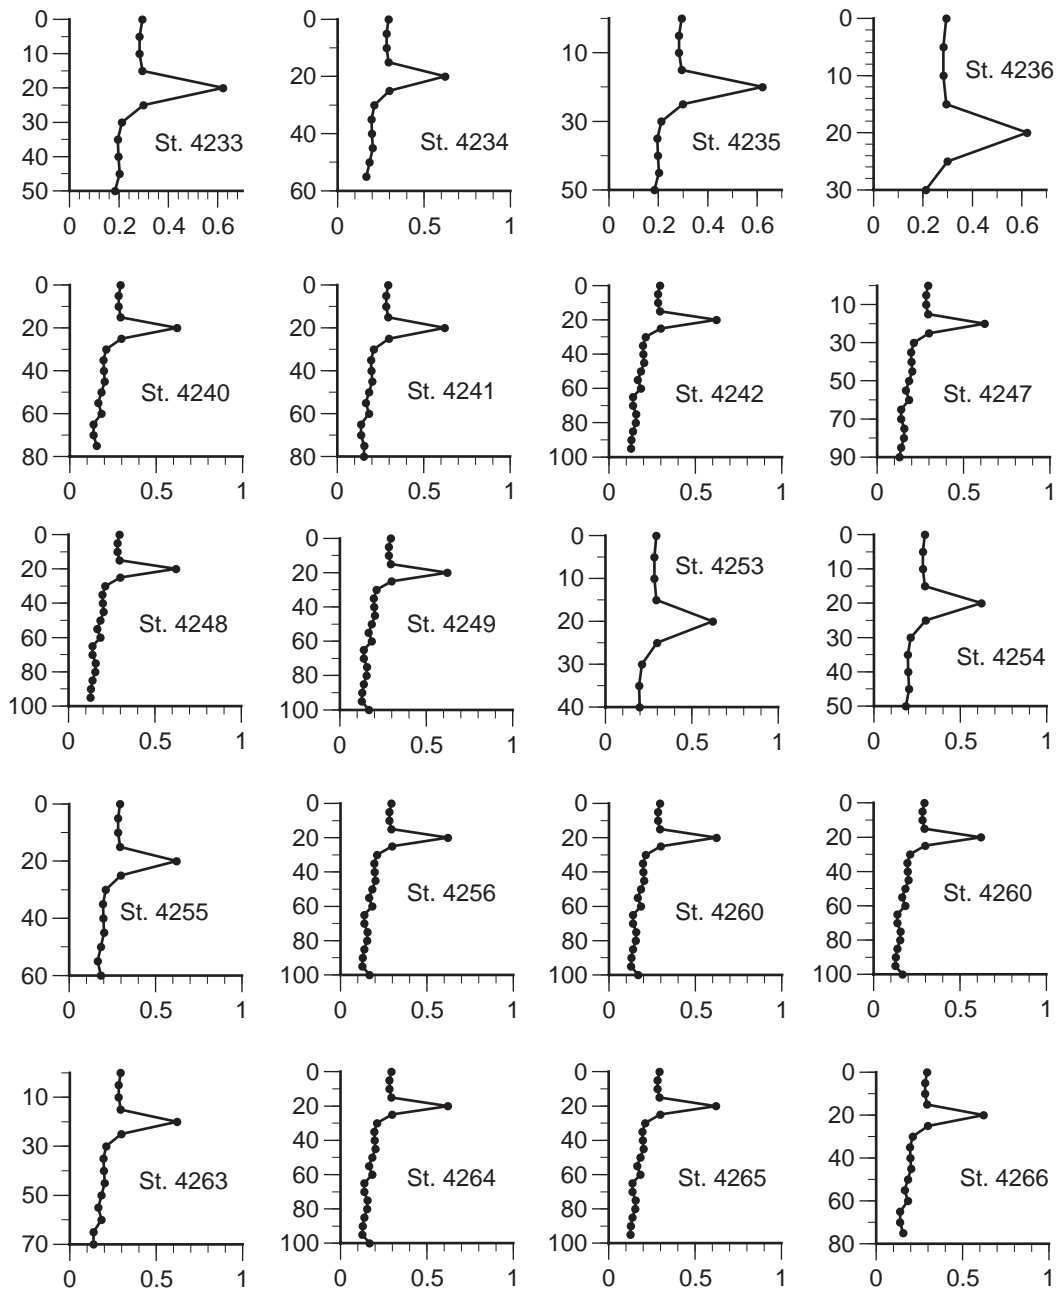 0 10 20 30 40 50 St. 4233 0 0.2 0.4 0.6
0 20 40 60 St. 4234 0 0.5 1
10 30 50 St. 4235 0 0.2 0.4 0.6
0 10 20 30 St. 4236 0 0.2 0.4 0.6
0 20 40 60 80 St. 4240 0 0.5 1
0 20 40 60 80 St. 4241 0 0.5 1
0 20 40 60 80 100 St. 4242 0 0.5 1
10 30 50 70 90 St. 4247 0 0.5 1
0 20 40 60 80 100 St. 4248 0 0.5 1
0 20 40 60 80 100 St. 4249 0 0.5 1
0 10 20 30 40 St. 4253 0 0.5 1
0 10 20 30 40 50 St. 4254 0 0.5 1
0 20 40 60 St. 4255 0 0.5 1
0 20 40 60 80 100 St. 4256 0 0.5 1
0 20 40 60 80 100 St. 4260 0 0.5 1
0 20 40 60 80 100 St. 4260 0 0.5 1
10 30 50 70 St. 4263 0 0.5 1
0 20 40 60 80 100 St. 4264 0 0.5 1
0 20 40 60 80 100 St. 4265 0 0.5 1
0 20 40 60 80 St. 4266 0 0.5 1